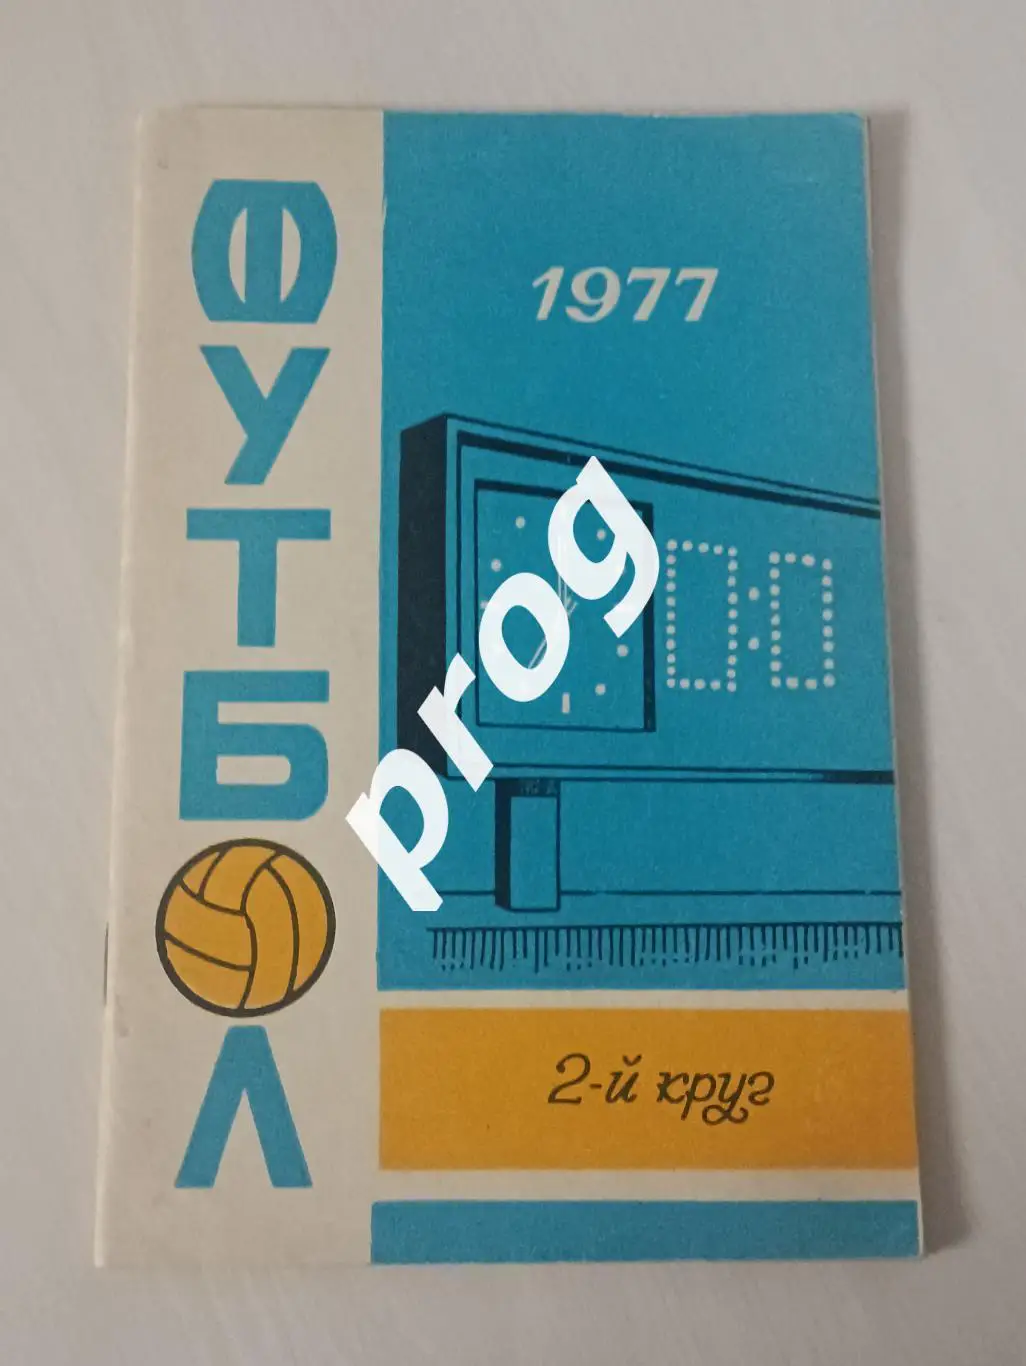 ФУТБОЛ
1977
0:0
2-й круг
prog